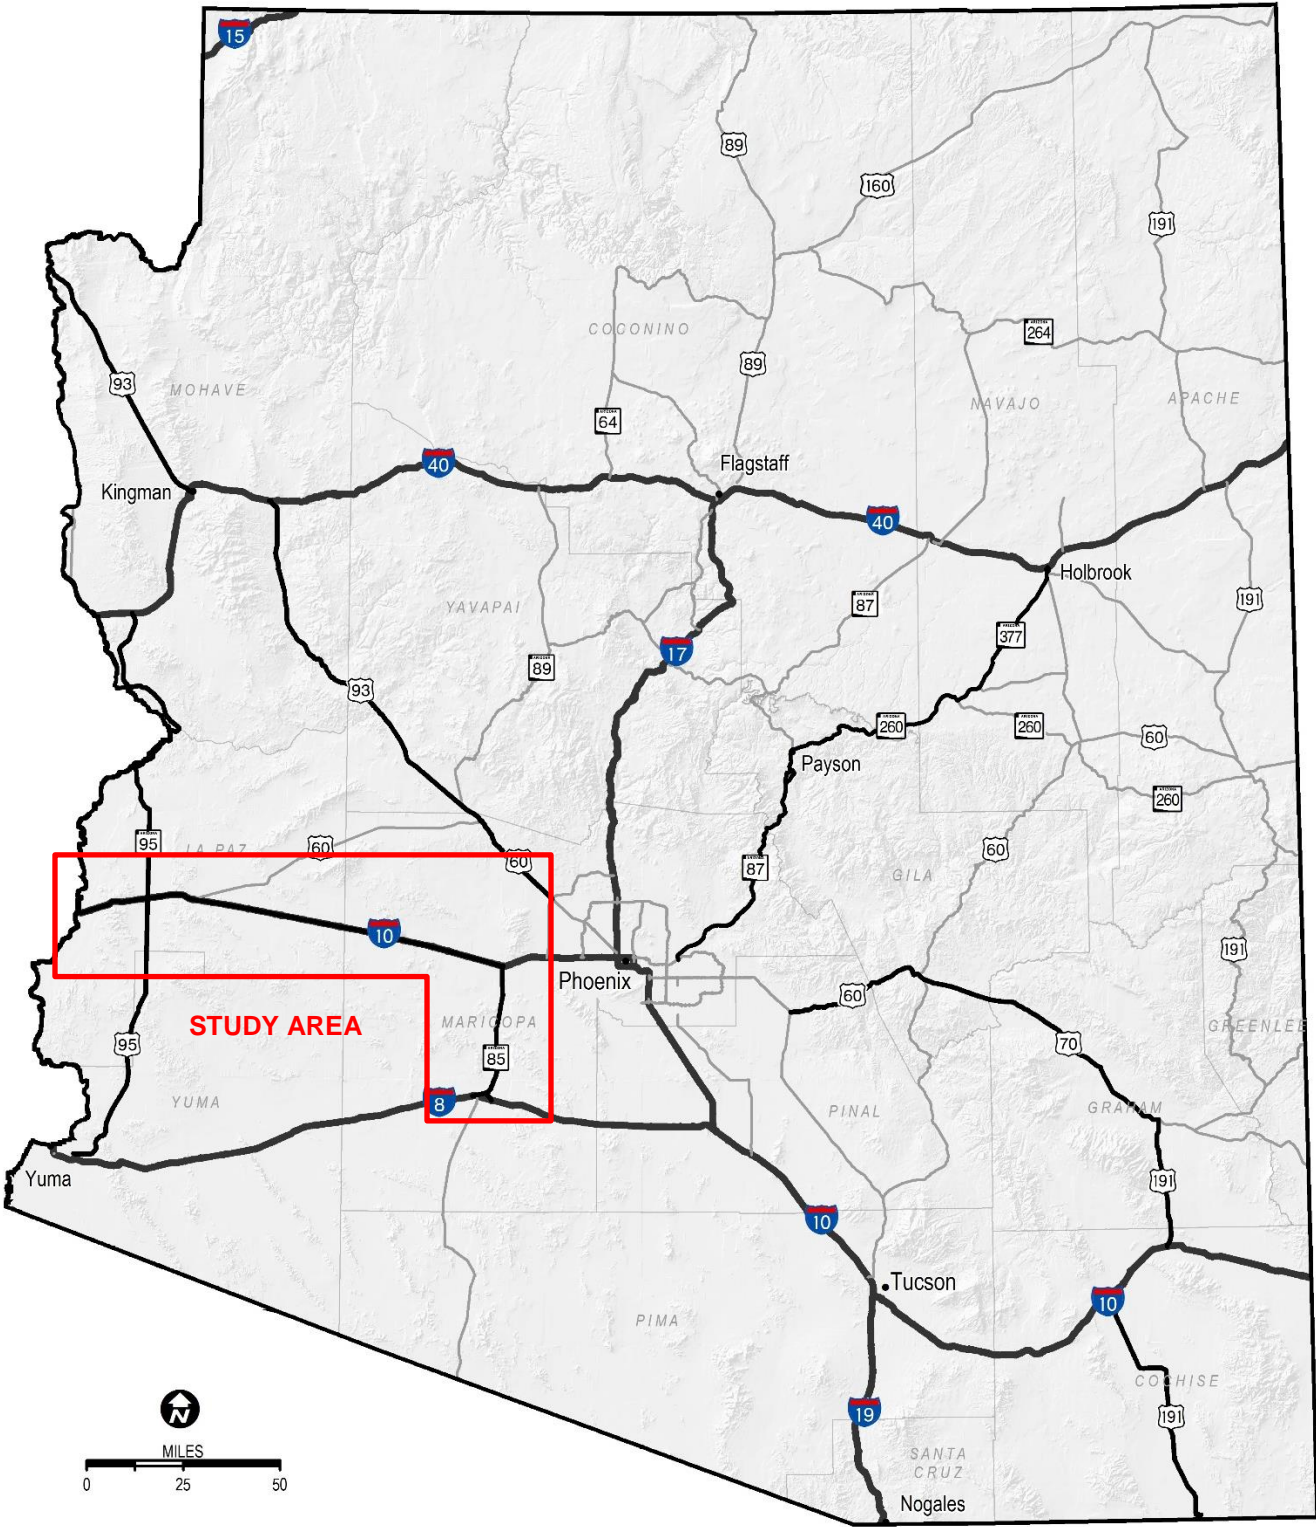 15
89
160
191
COCONINO
264
93
MOHAVE
89
NAVAJO
APACHE
64
Flagstaff
40
Kingman
40
Holbrook
191
87
YAVAPAI
377
17
89
93
260
260
60
Payson
260
95
LA PAZ
60
60
60
87
GILA
10
191
Phoenix
60
STUDY AREA
MARICOPA
GREENLEE
95
85
70
8
YUMA
PINAL
GRAHAM
Yuma
191
10
Tucson
10
PIMA
COCHISE
N
19
191
MILES
SANTA
CRUZ
0 25 50
Nogales